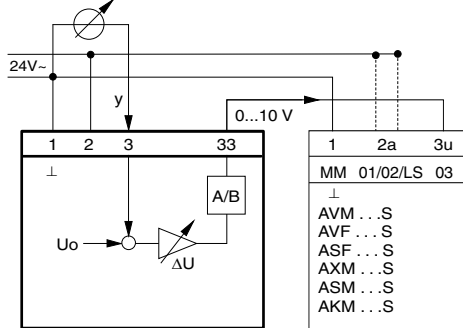 24V~
y
0...10 V
1 2 3 33
⊥
A/B
Uo
ΔU
1 2a 3u
MM 01/02/LS 03
⊥
AVM . . .S
AVF . . .S
ASF . . .S
AXM . . .S
ASM . . .S
AKM . . .S